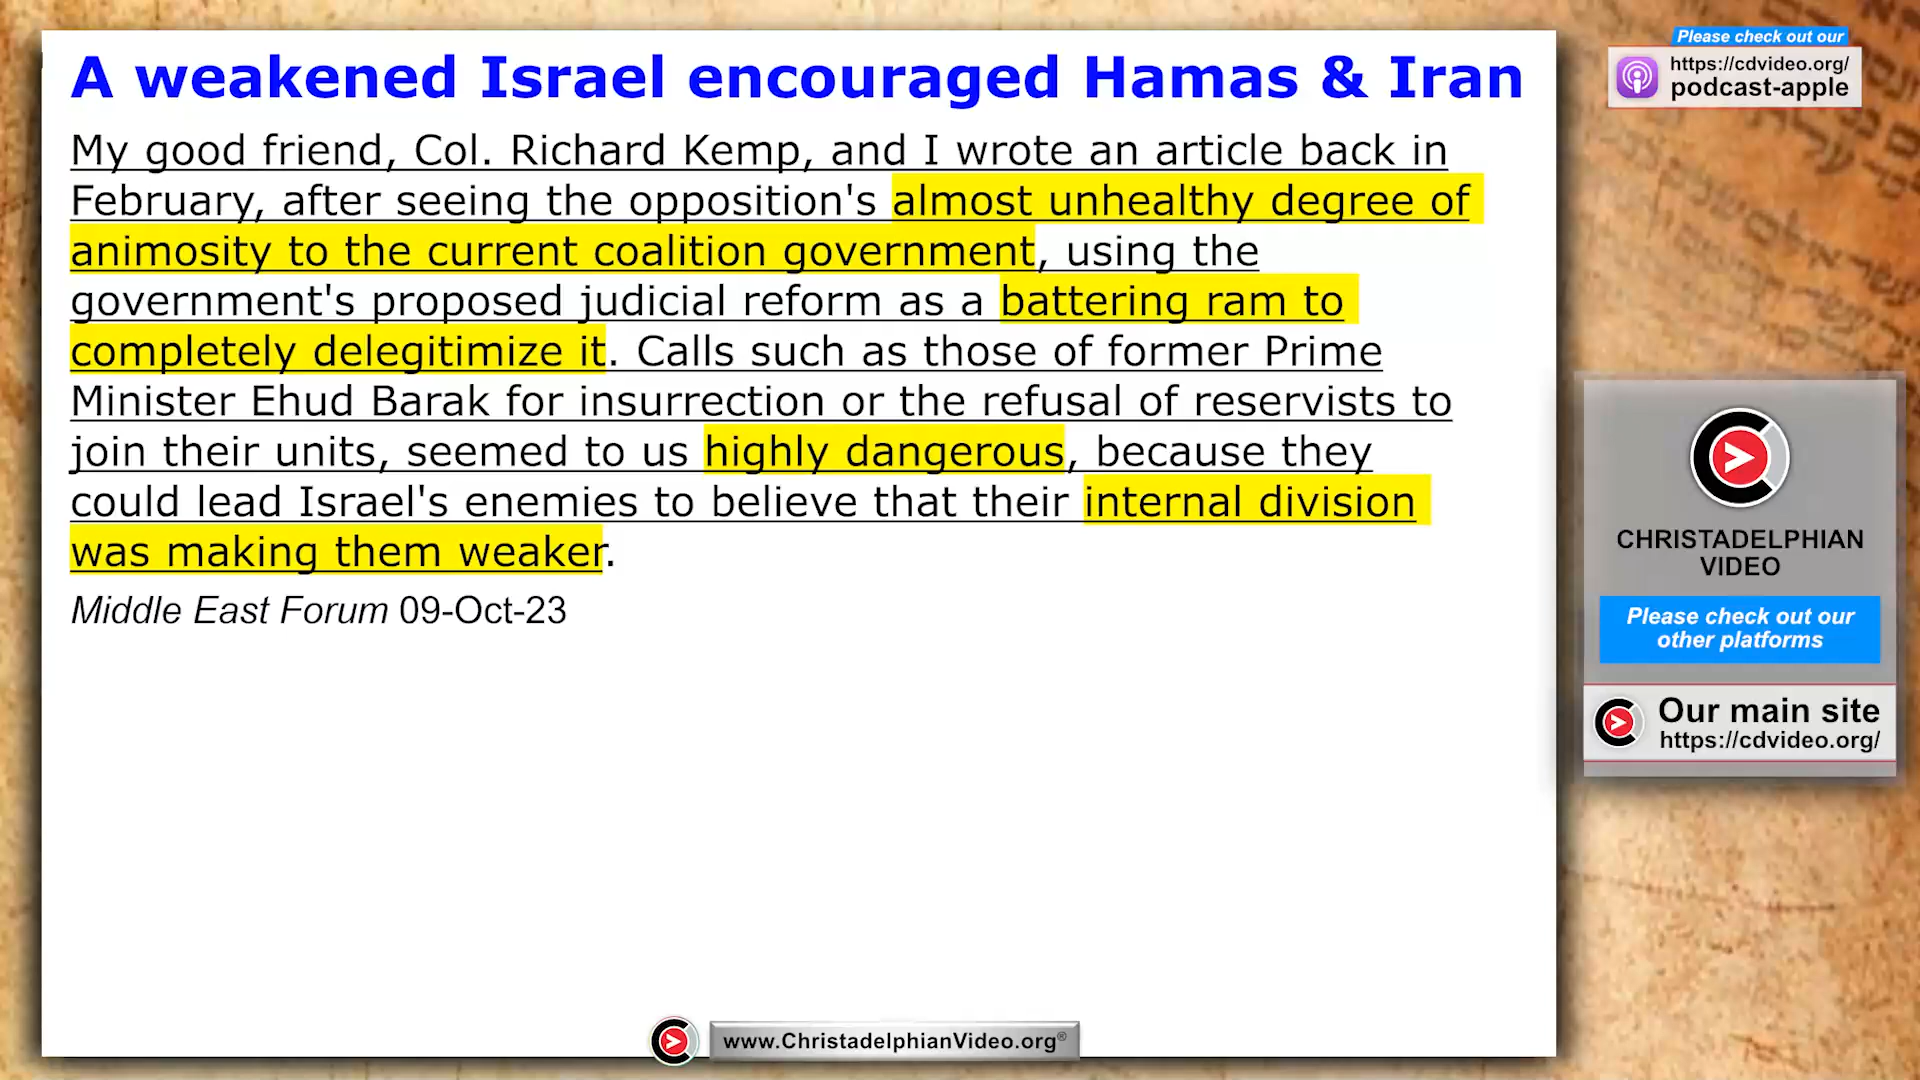 A weakened Israel encouraged Hamas & Iran
My good friend, Col. Richard Kemp, and I wrote an article back in
February, after seeing the opposition's almost unhealthy degree of
animosity to the current coalition government, using the
government's proposed judicial reform as a battering ram to
completely delegitimize it. Calls such as those of former Prime
Minister Ehud Barak for insurrection or the refusal of reservists to
join their units, seemed to us highly dangerous, because they
could lead Israel's enemies to believe that their internal division
was making them weaker.
Middle East Forum 09-Oct-23
www.ChristadelphianVideo.org®
Please check out our
https://cdvideo.org/
podcast-apple
CHRISTADELPHIAN
VIDEO
Please check out our
other platforms
Our main site
https://cdvideo.org/